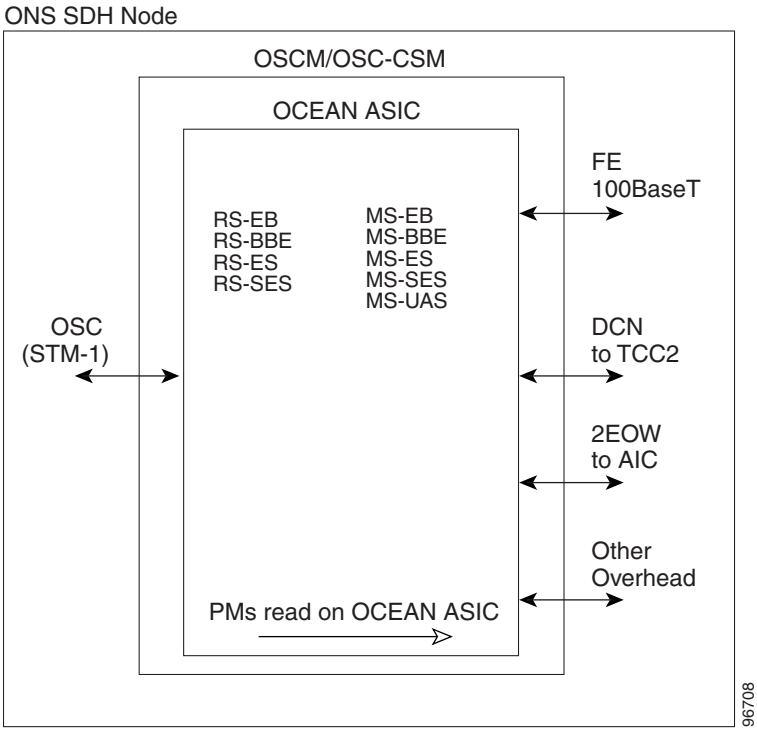 ONS SDH Node
OSCM/OSC-CSM
OCEAN ASIC
FE
100BaseT
RS-EB
RS-BBE
RS-ES
RS-SES
MS-EB
MS-BBE
MS-ES
MS-SES
MS-UAS
OSC
(STM-1)
DCN
to TCC2
2EOW
to AIC
Other
Overhead
PMs read on OCEAN ASIC
96708